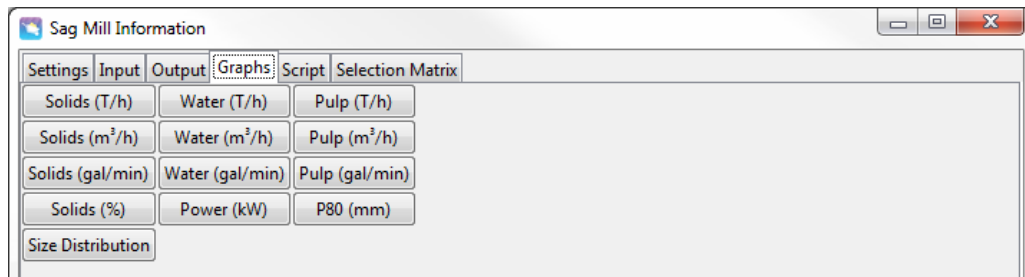 Sag Mill Information
Settings Input Output Graphs Script Selection Matrix
Solids (T/h) Water (T/h) Pulp (T/h)
Solids (m³/h) Water (m³/h) Pulp (m³/h)
Solids (gal/min) Water (gal/min) Pulp (gal/min)
Solids (%) Power (kW) P80 (mm)
Size Distribution